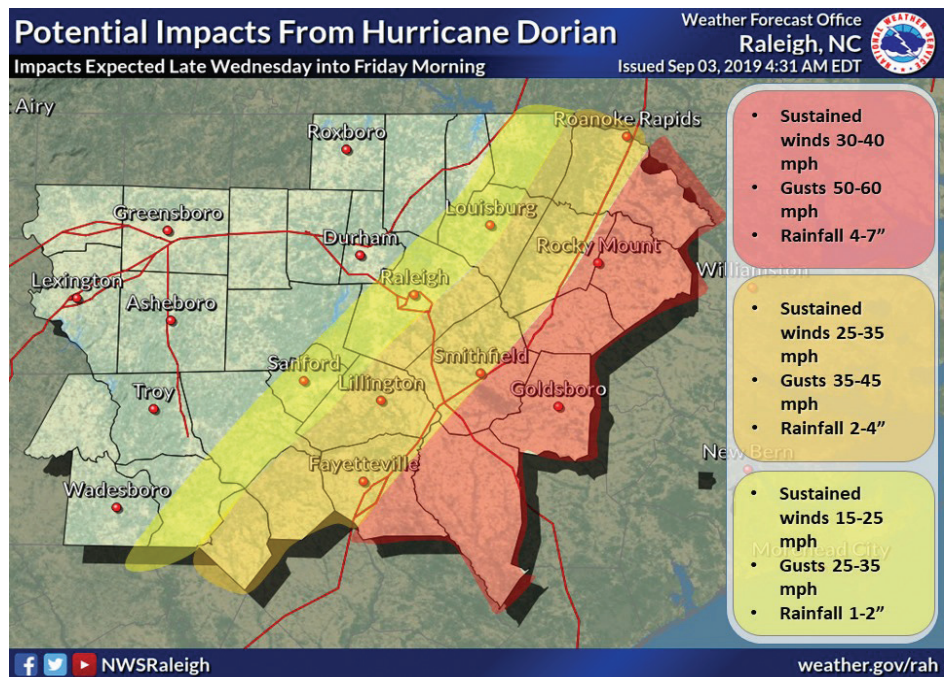 Potential Impacts From Hurricane Dorian
Impacts Expected Late Wednesday into Friday Morning
Weather Forecast Office
Raleigh, NC
Issued Sep 03, 2019 4:31 AM EDT
NATIONAL WEATHER SERVICE
Airy
Roxboro
Roanoke Rapids
Greensboro
Louisburg
Durham
Rocky Mount
Raleigh
Williamston
Lexington
Asheboro
Smithfield
Sanford
Lillington
Troy
Goldsboro
Fayetteville
New Bern
Wadesboro
Morehead City
• Sustained
winds 30-40
mph
• Gusts 50-60
mph
• Rainfall 4-7”
• Sustained
winds 25-35
mph
• Gusts 35-45
mph
• Rainfall 2-4”
• Sustained
winds 15-25
mph
• Gusts 25-35
mph
• Rainfall 1-2”
NWSRaleigh
weather.gov/rah